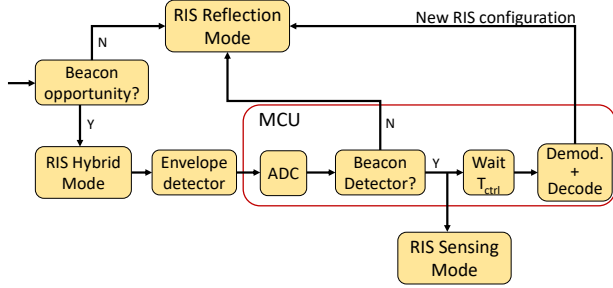 RIS Reflection
Mode
New RIS configuration
N
Beacon
opportunity?
Y
MCU
N
RIS Hybrid
Mode
Envelope
detector
ADC
Beacon
Detector?
Y
Wait
T_ctrl
Demod.
+
Decode
RIS Sensing
Mode